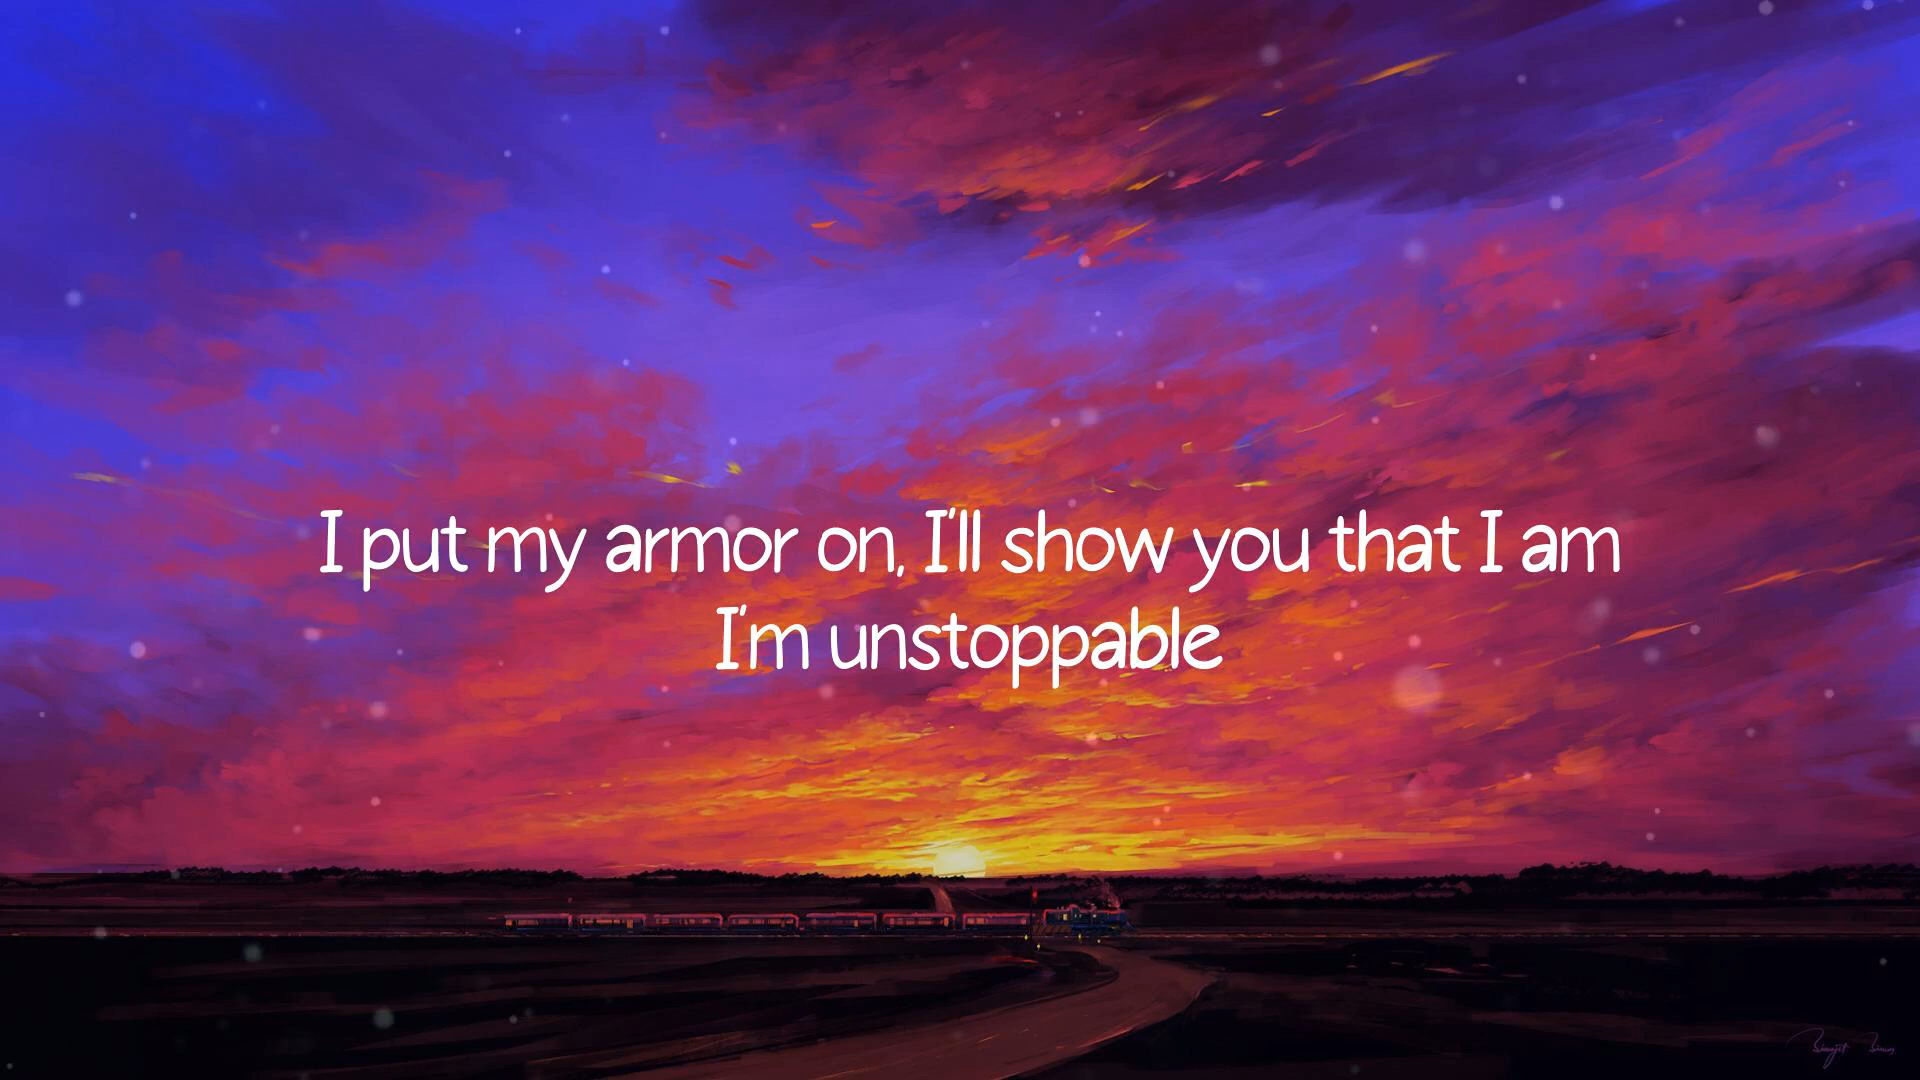 I put my armor on, I'll show you that I am
I'm unstoppable